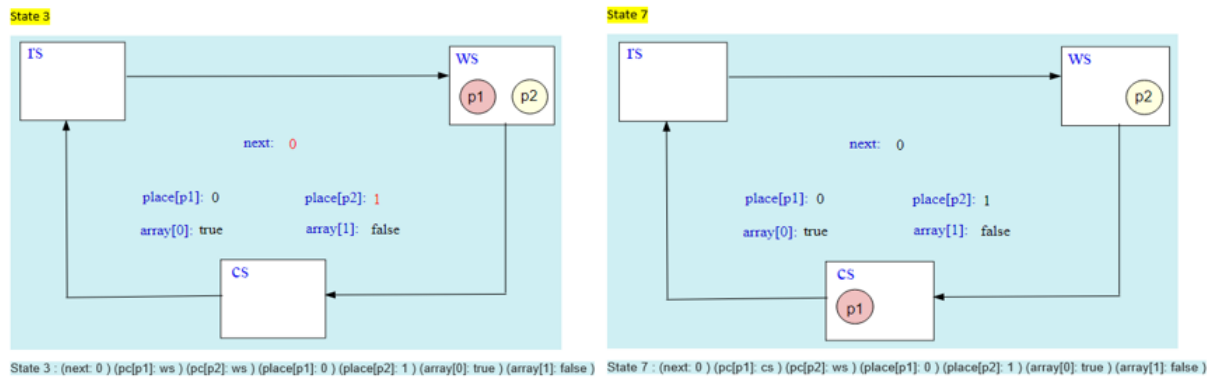 State 3
rs
ws
p1
p2
next: 0
place[p1]: 0
place[p2]: 1
array[0]: true
array[1]: false
cs
State 3 : (next: 0 ) (pc[p1]: ws ) (pc[p2]: ws ) (place[p1]: 0 ) (place[p2]: 1 ) (array[0]: true ) (array[1]: false )
State 7
rs
ws
p2
next: 0
place[p1]: 0
place[p2]: 1
array[0]: true
array[1]: false
cs
p1
State 7 : (next: 0 ) (pc[p1]: cs ) (pc[p2]: ws ) (place[p1]: 0 ) (place[p2]: 1 ) (array[0]: true ) (array[1]: false )